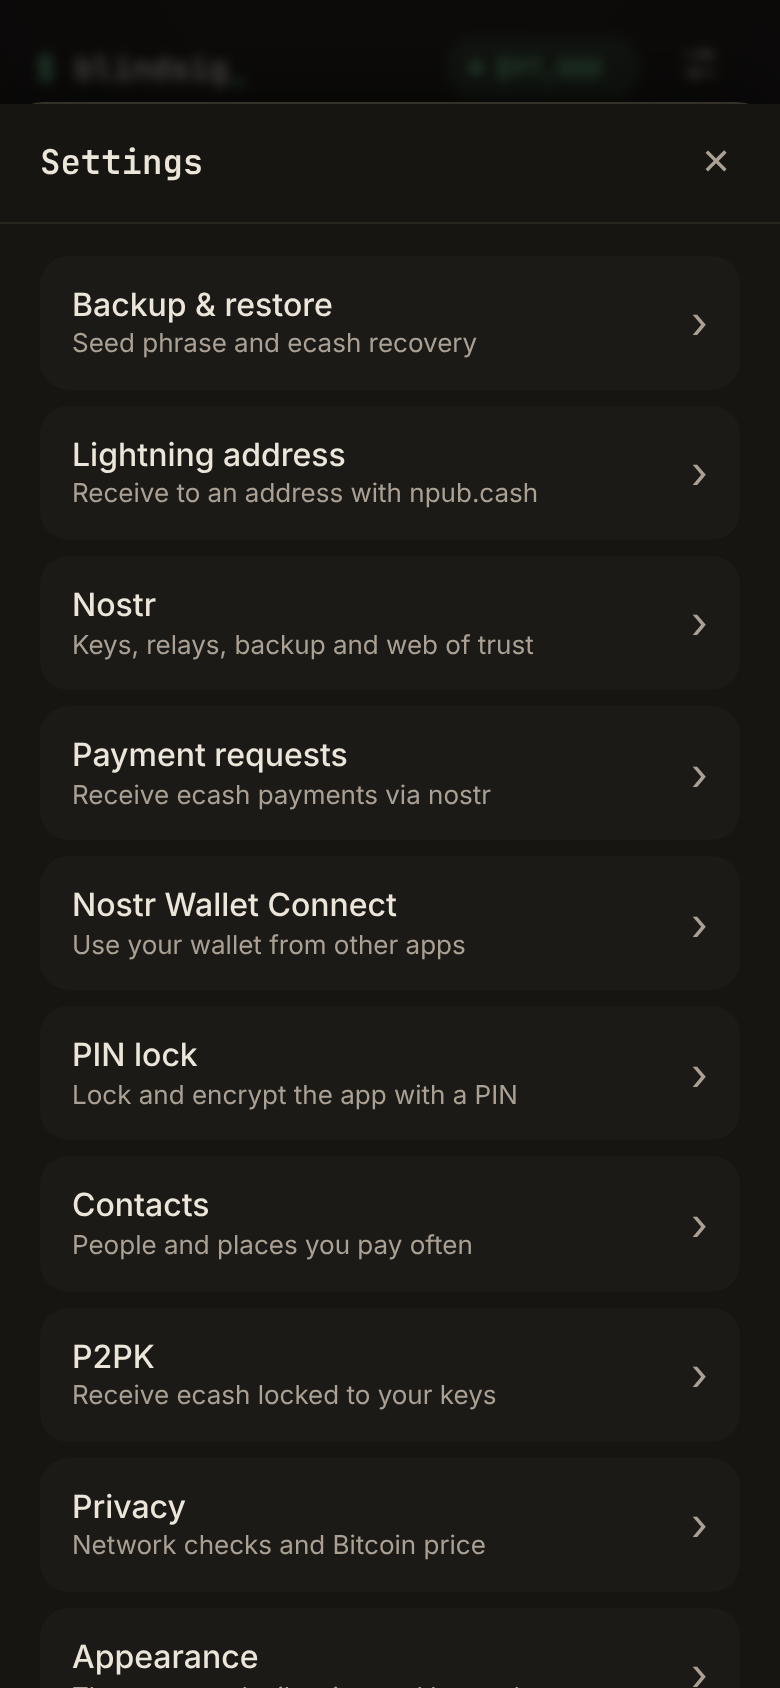 blindsig_
Settings
Backup & restore
Seed phrase and ecash recovery
Lightning address
Receive to an address with npub.cash
Nostr
Keys, relays, backup and web of trust
Payment requests
Receive ecash payments via nostr
Nostr Wallet Connect
Use your wallet from other apps
PIN lock
Lock and encrypt the app with a PIN
Contacts
People and places you pay often
P2PK
Receive ecash locked to your keys
Privacy
Network checks and Bitcoin price
Appearance